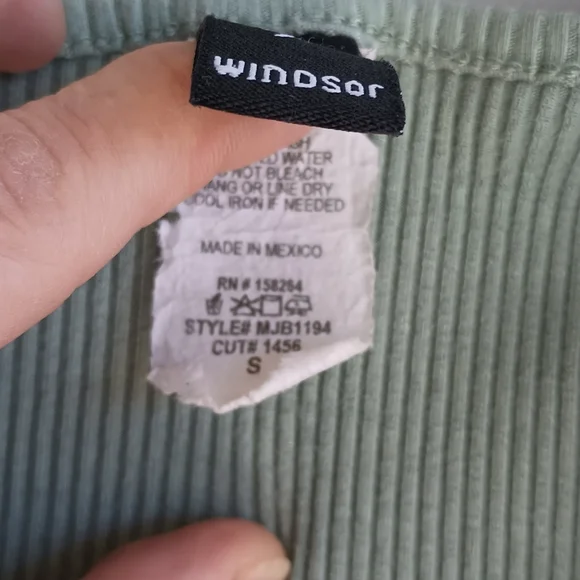 WINDSOR
WATER
NOT BLEACH
OR LINE DRY
COOL IRON IF NEEDED
MADE IN MEXICO
RN # 158264
STYLE# MJB1194
CUT# 1456
S